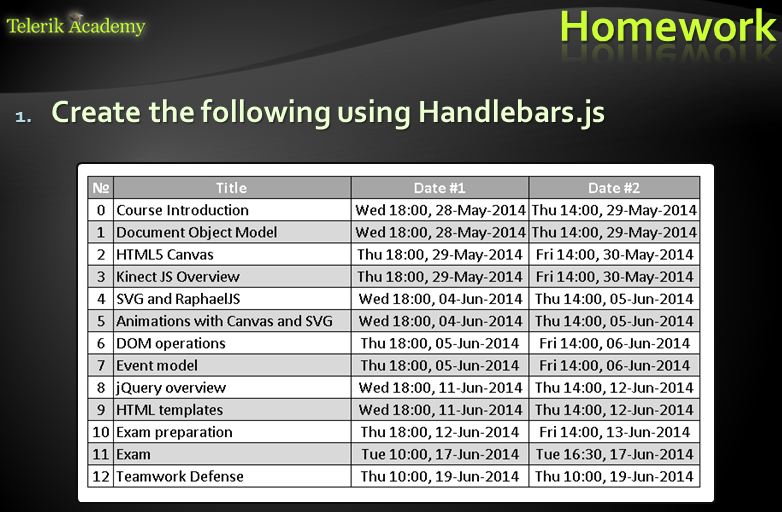 Telerik Academy
Homework
1. Create the following using Handlebars.js
№ Title Date #1 Date #2
0 Course Introduction Wed 18:00, 28-May-2014 Thu 14:00, 29-May-2014
1 Document Object Model Wed 18:00, 28-May-2014 Thu 14:00, 29-May-2014
2 HTML5 Canvas Thu 18:00, 29-May-2014 Fri 14:00, 30-May-2014
3 Kinect JS Overview Thu 18:00, 29-May-2014 Fri 14:00, 30-May-2014
4 SVG and RaphaelJS Wed 18:00, 04-Jun-2014 Thu 14:00, 05-Jun-2014
5 Animations with Canvas and SVG Wed 18:00, 04-Jun-2014 Thu 14:00, 05-Jun-2014
6 DOM operations Thu 18:00, 05-Jun-2014 Fri 14:00, 06-Jun-2014
7 Event model Thu 18:00, 05-Jun-2014 Fri 14:00, 06-Jun-2014
8 jQuery overview Wed 18:00, 11-Jun-2014 Thu 14:00, 12-Jun-2014
9 HTML templates Wed 18:00, 11-Jun-2014 Thu 14:00, 12-Jun-2014
10 Exam preparation Thu 18:00, 12-Jun-2014 Fri 14:00, 13-Jun-2014
11 Exam Tue 10:00, 17-Jun-2014 Tue 16:30, 17-Jun-2014
12 Teamwork Defense Thu 10:00, 19-Jun-2014 Thu 10:00, 19-Jun-2014